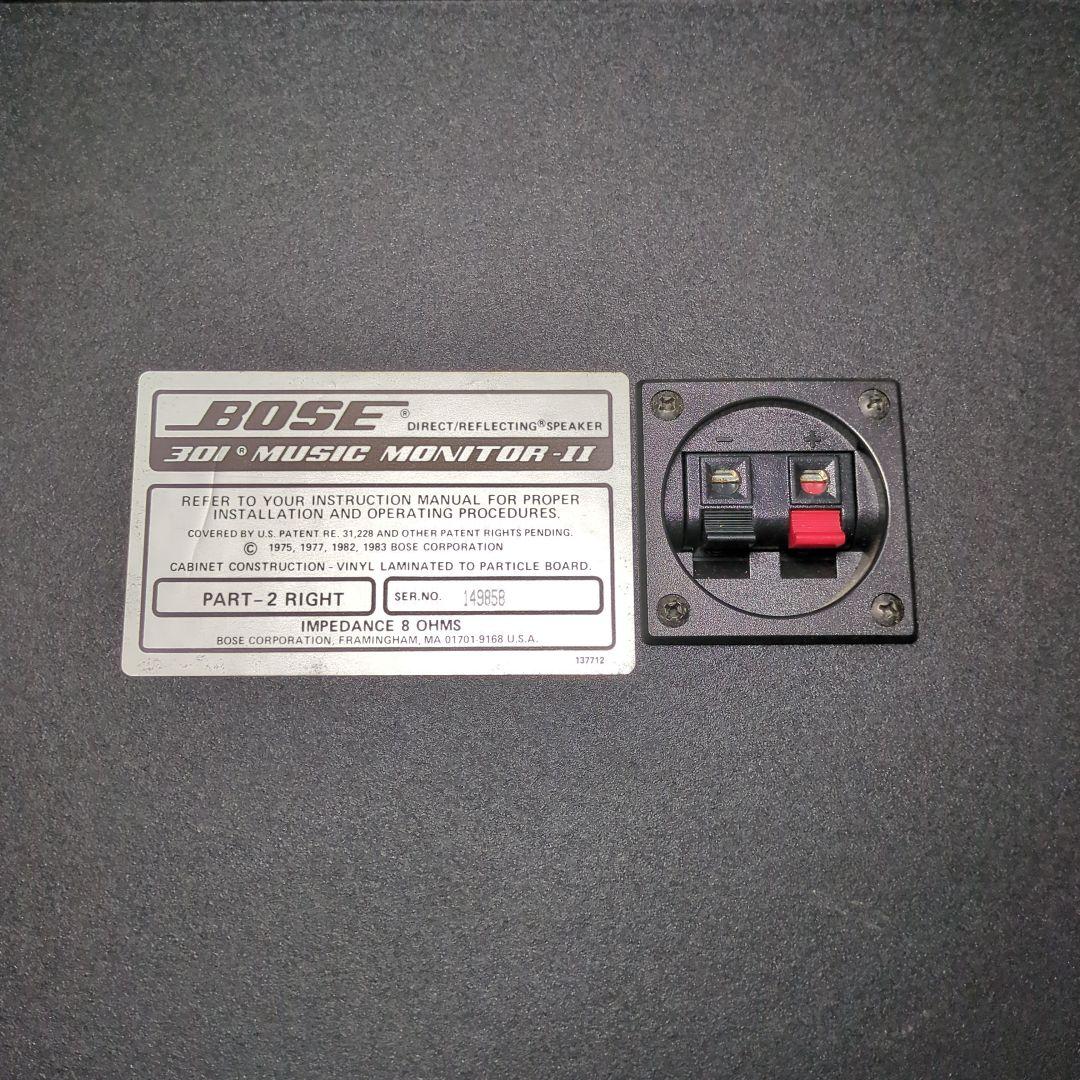 BOSE® DIRECT/REFLECTING® SPEAKER
301® MUSIC MONITOR-II
REFER TO YOUR INSTRUCTION MANUAL FOR PROPER
INSTALLATION AND OPERATING PROCEDURES.
COVERED BY U.S. PATENT RE. 31,228 AND OTHER PATENT RIGHTS PENDING.
© 1975, 1977, 1982, 1983 BOSE CORPORATION
CABINET CONSTRUCTION - VINYL LAMINATED TO PARTICLE BOARD.
PART-2 RIGHT SER.NO. 149858
IMPEDANCE 8 OHMS
BOSE CORPORATION, FRAMINGHAM, MA 01701-9168 U.S.A.
137712
- +